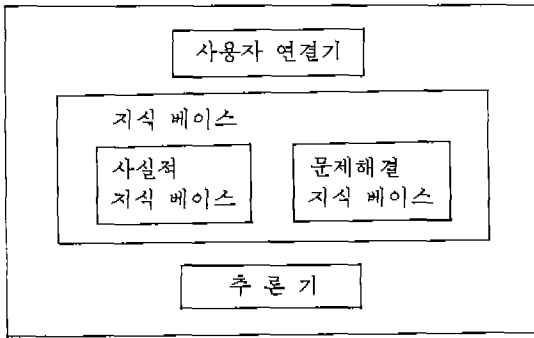 사용자 연결기
지식 베이스
사실적
지식 베이스
문제해결
지식 베이스
추 론 기